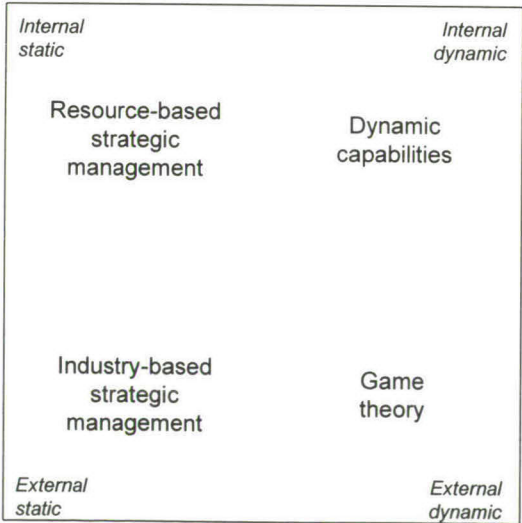 Internal
static
Internal
dynamic
Resource-based
strategic
management
Dynamic
capabilities
Industry-based
strategic
management
Game
theory
External
static
External
dynamic